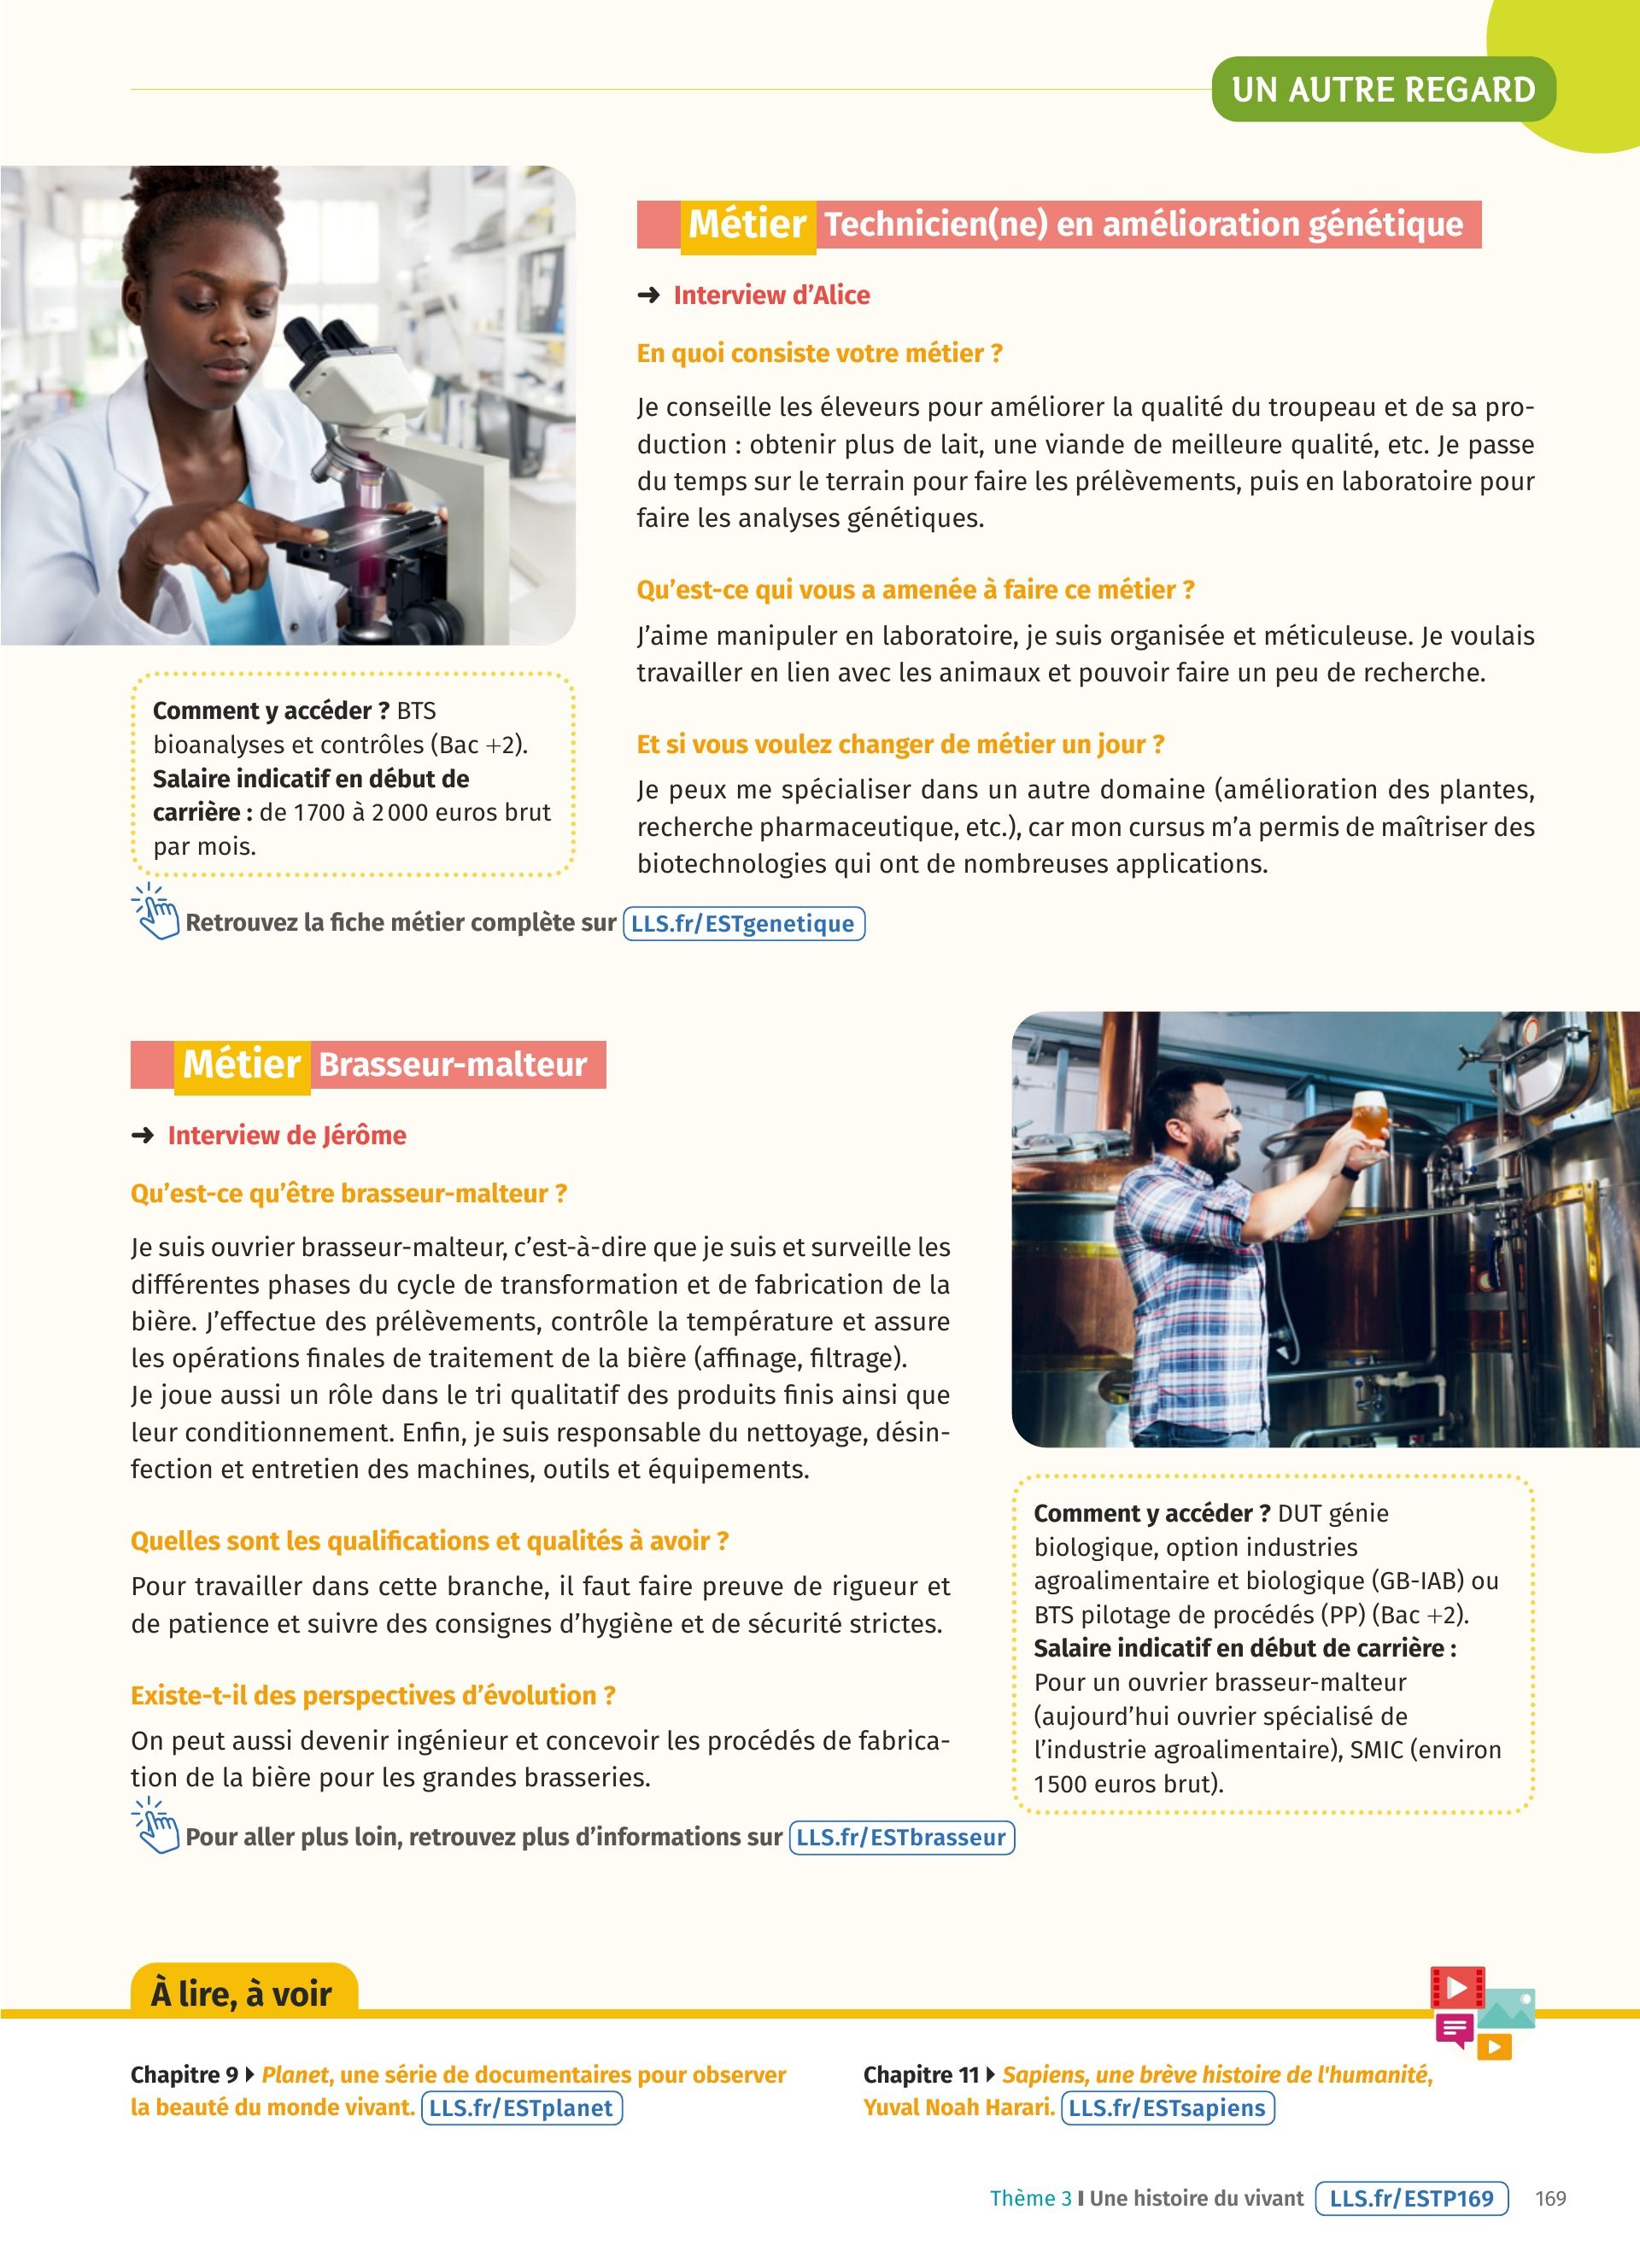 UN AUTRE REGARD
Métier Technicien(ne) en amélioration génétique
➜ Interview d’Alice
En quoi consiste votre métier ?
Je conseille les éleveurs pour améliorer la qualité du troupeau et de sa pro-
duction : obtenir plus de lait, une viande de meilleure qualité, etc. Je passe
du temps sur le terrain pour faire les prélèvements, puis en laboratoire pour
faire les analyses génétiques.
Qu’est-ce qui vous a amenée à faire ce métier ?
J’aime manipuler en laboratoire, je suis organisée et méticuleuse. Je voulais
travailler en lien avec les animaux et pouvoir faire un peu de recherche.
Et si vous voulez changer de métier un jour ?
Je peux me spécialiser dans un autre domaine (amélioration des plantes,
recherche pharmaceutique, etc.), car mon cursus m’a permis de maîtriser des
biotechnologies qui ont de nombreuses applications.
Comment y accéder ? BTS
bioanalyses et contrôles (Bac +2).
Salaire indicatif en début de
carrière : de 1700 à 2 000 euros brut
par mois.
Retrouvez la fiche métier complète sur LLS.fr/ESTgenetique
Métier Brasseur-malteur
➜ Interview de Jérôme
Qu’est-ce qu’être brasseur-malteur ?
Je suis ouvrier brasseur-malteur, c’est-à-dire que je suis et surveille les
différentes phases du cycle de transformation et de fabrication de la
bière. J’effectue des prélèvements, contrôle la température et assure
les opérations finales de traitement de la bière (affinage, filtrage).
Je joue aussi un rôle dans le tri qualitatif des produits finis ainsi que
leur conditionnement. Enfin, je suis responsable du nettoyage, désin-
fection et entretien des machines, outils et équipements.
Quelles sont les qualifications et qualités à avoir ?
Pour travailler dans cette branche, il faut faire preuve de rigueur et
de patience et suivre des consignes d’hygiène et de sécurité strictes.
Existe-t-il des perspectives d’évolution ?
On peut aussi devenir ingénieur et concevoir les procédés de fabrica-
tion de la bière pour les grandes brasseries.
Pour aller plus loin, retrouvez plus d’informations sur LLS.fr/ESTbrasseur
Comment y accéder ? DUT génie
biologique, option industries
agroalimentaire et biologique (GB-IAB) ou
BTS pilotage de procédés (PP) (Bac +2).
Salaire indicatif en début de carrière :
Pour un ouvrier brasseur-malteur
(aujourd’hui ouvrier spécialisé de
l’industrie agroalimentaire), SMIC (environ
1500 euros brut).
À lire, à voir
Chapitre 9 Planet, une série de documentaires pour observer
la beauté du monde vivant. LLS.fr/ESTplanet
Chapitre 11 Sapiens, une brève histoire de l'humanité,
Yuval Noah Harari. LLS.fr/ESTsapiens
Thème 3 I Une histoire du vivant LLS.fr/ESTP169 169